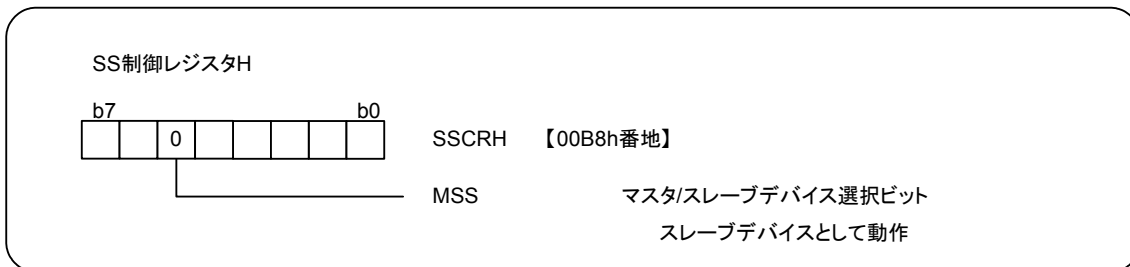 SS制御レジスタH
b7 b0
0 SSCRH 【00B8h番地】
MSS マスタ/スレーブデバイス選択ビット
スレーブデバイスとして動作